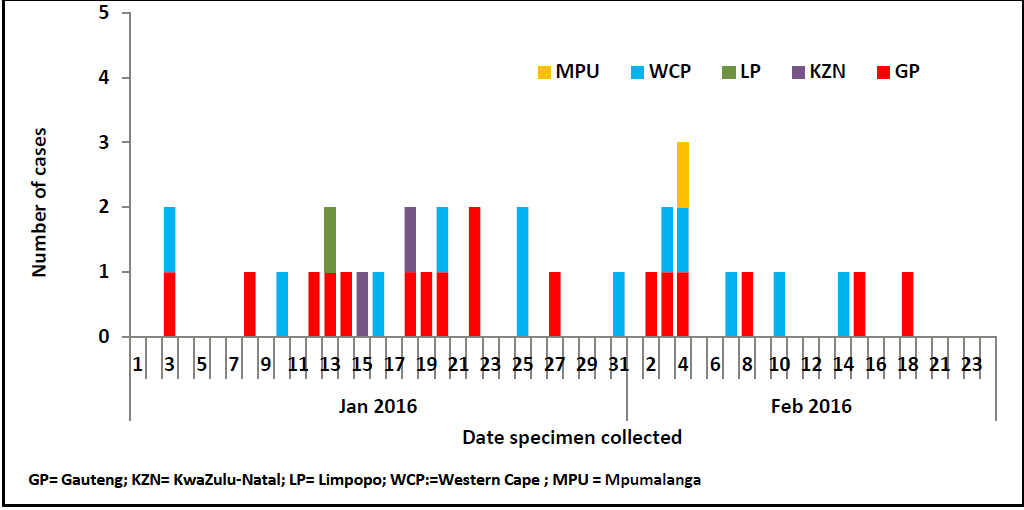 5
MPU WCP LP KZN GP
4
3
2
1
0
Number of cases
1 3 5 7 9 11 13 15 17 19 21 23 25 27 29 31 2 4 6 8 10 12 14 16 18 21 23
Jan 2016 Feb 2016
Date specimen collected
GP= Gauteng; KZN= KwaZulu-Natal; LP= Limpopo; WCP:=Western Cape ; MPU = Mpumalanga